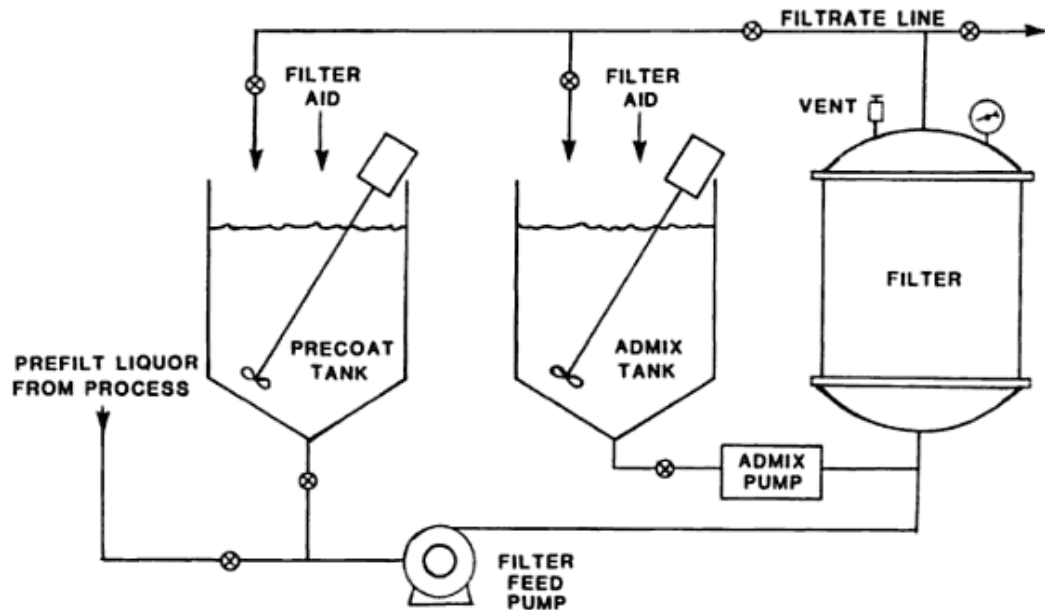 FILTRATE LINE
FILTER
AID
FILTER
AID
VENT
FILTER
PRECOAT
TANK
ADMIX
TANK
PREFILT LIQUOR
FROM PROCESS
ADMIX
PUMP
FILTER
FEED
PUMP